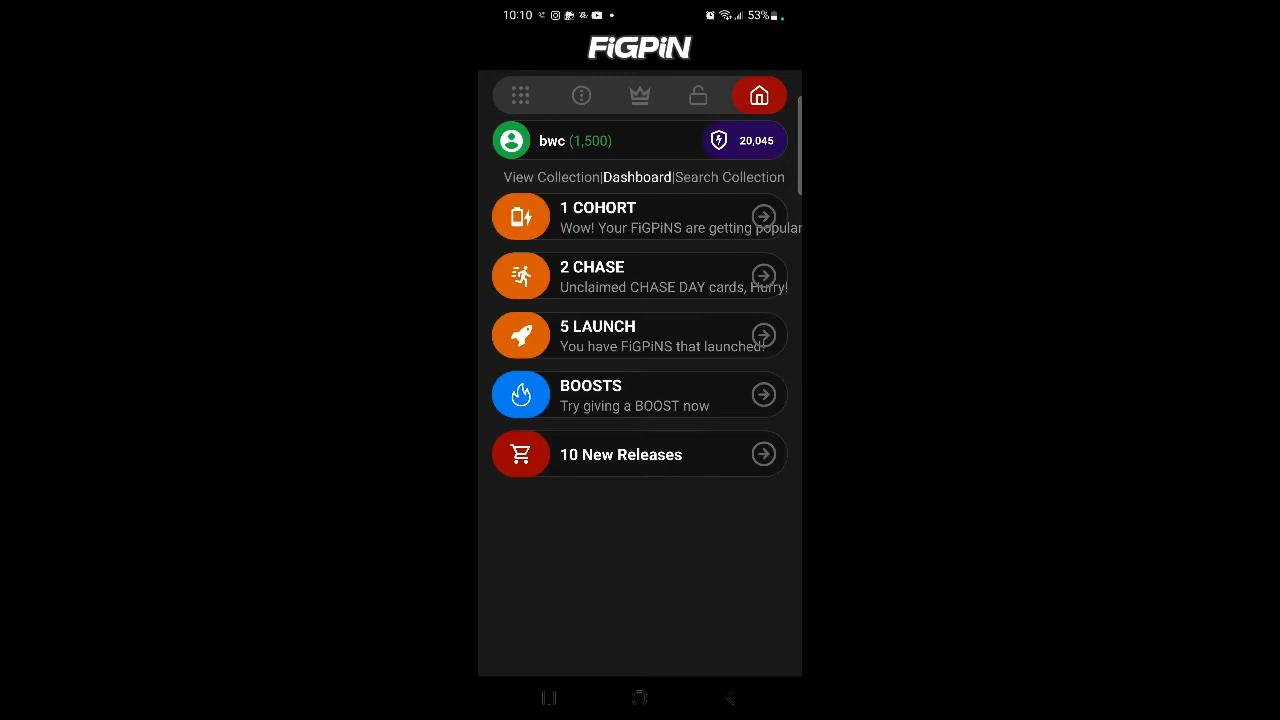 10:10
53%
FiGPiN
bwc (1,500)
20,045
View Collection|Dashboard|Search Collection
1 COHORT
Wow! Your FiGPiNS are getting popular
2 CHASE
Unclaimed CHASE DAY cards, Hurry!
5 LAUNCH
You have FiGPiNS that launched!
BOOSTS
Try giving a BOOST now
10 New Releases